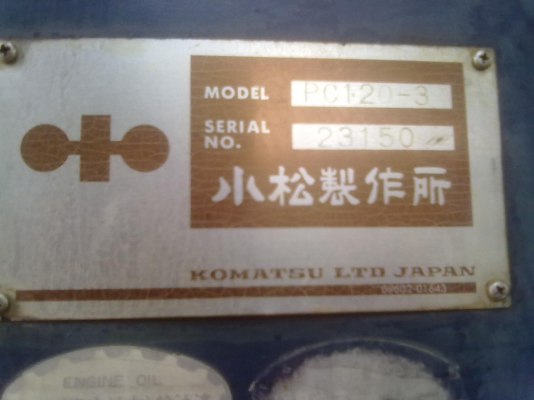 MODEL PC120-3
SERIAL NO. 23150
小松製作所
KOMATSU LTD JAPAN
ENGINE OIL